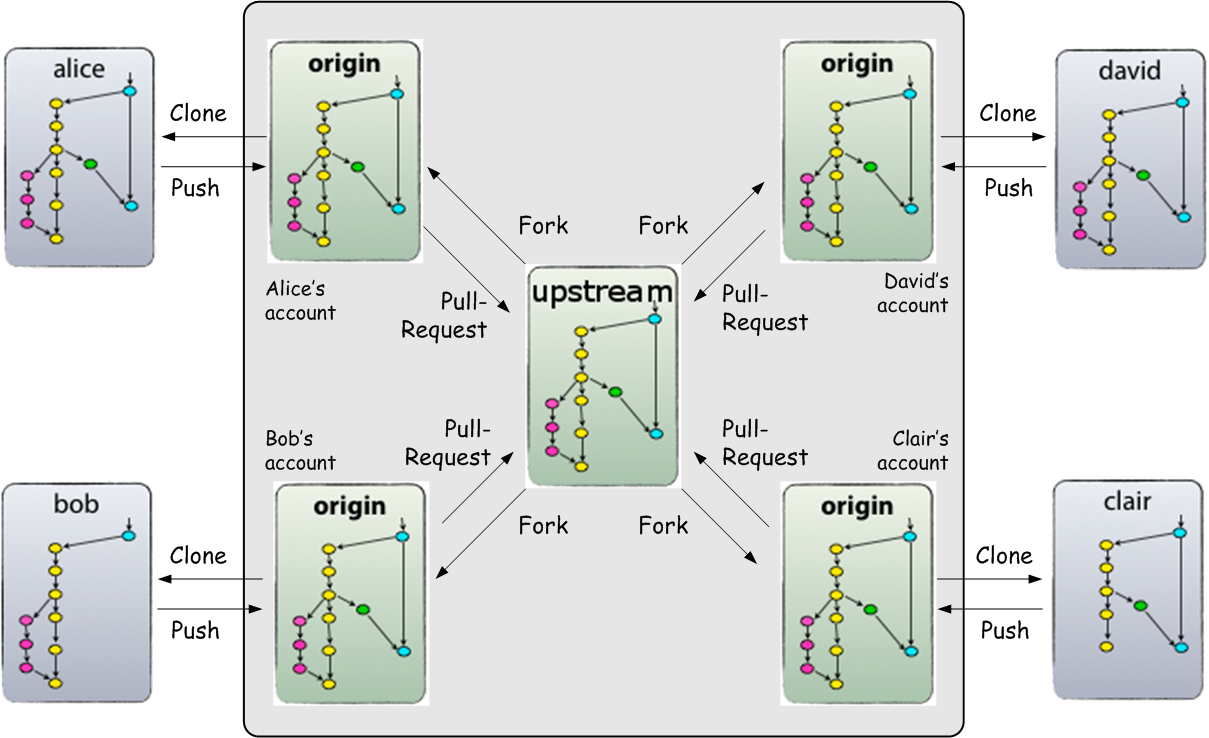 alice
origin
origin
david
Clone
Push
Clone
Push
Fork
Fork
Alice's
account
Pull-
Request
upstream
Pull-
Request
David's
account
Bob's
account
Pull-
Request
Pull-
Request
Clair's
account
bob
origin
Fork
Fork
origin
clair
Clone
Push
Clone
Push